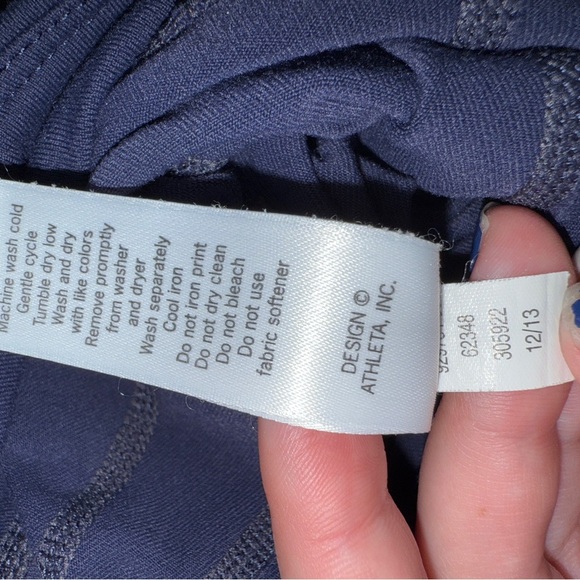 Machine wash cold
Gentle cycle
Tumble dry low
Wash and dry
with like colors
Remove promptly
from washer
and dryer
Wash separately
Cool iron
Do not iron print
Do not dry clean
Do not bleach
Do not use
fabric softener
DESIGN ©
ATHLETA, INC.
62348
305922
12/13